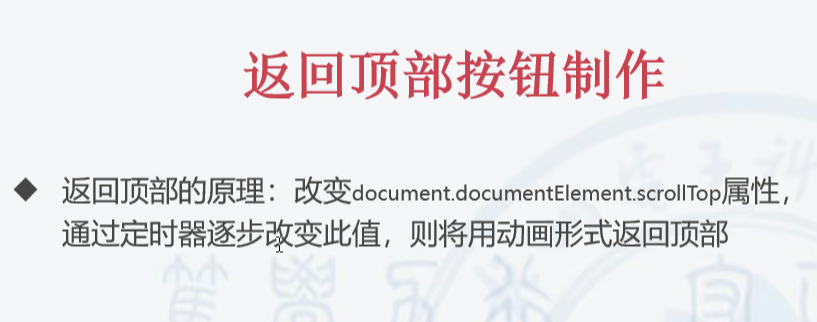 返回顶部按钮制作
◆ 返回顶部的原理：改变document.documentElement.scrollTop属性，
通过定时器逐步改变此值，则将用动画形式返回顶部